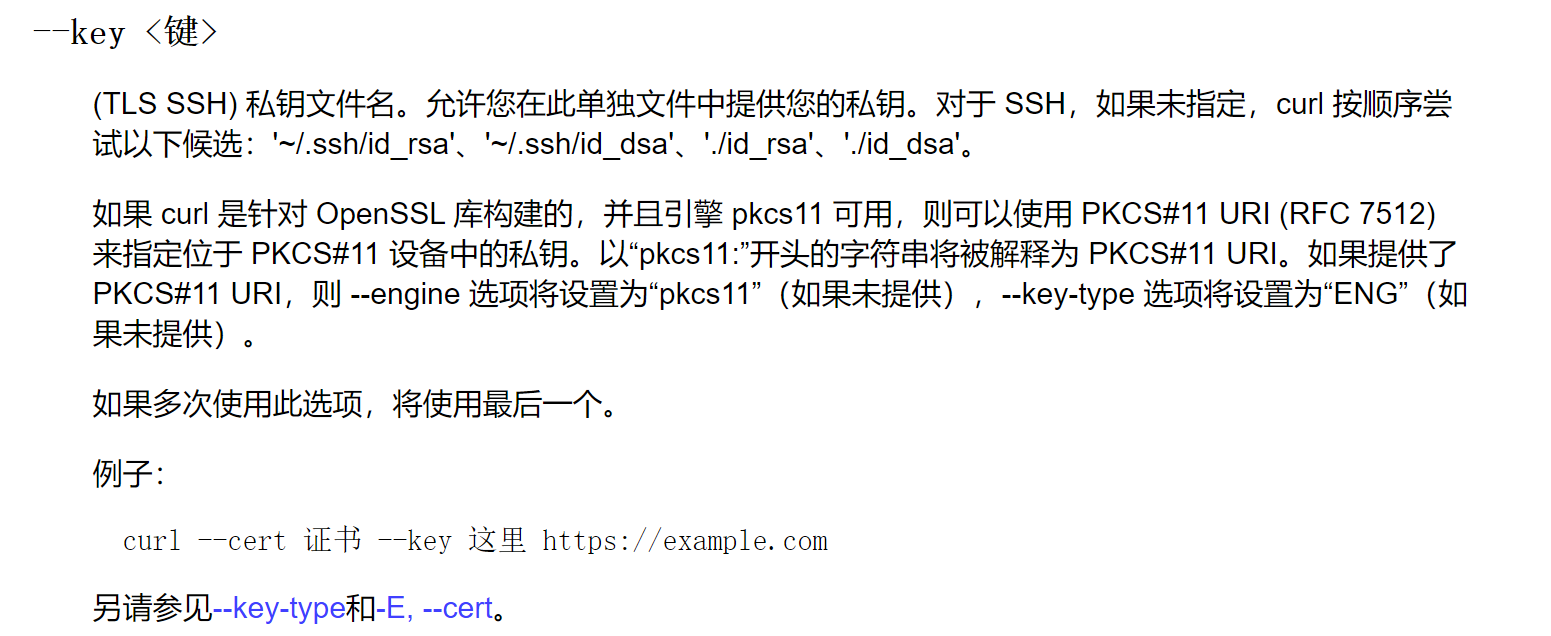 --key <键>
(TLS SSH) 私钥文件名。允许您在此单独文件中提供您的私钥。对于 SSH，如果未指定，curl 按顺序尝
试以下候选：'~/.ssh/id_rsa'、'~/.ssh/id_dsa'、'./id_rsa'、'./id_dsa'。
如果 curl 是针对 OpenSSL 库构建的，并且引擎 pkcs11 可用，则可以使用 PKCS#11 URI (RFC 7512)
来指定位于 PKCS#11 设备中的私钥。以“pkcs11:”开头的字符串将被解释为 PKCS#11 URI。如果提供了
PKCS#11 URI，则 --engine 选项将设置为“pkcs11”（如果未提供），--key-type 选项将设置为“ENG”（如
果未提供）。
如果多次使用此选项，将使用最后一个。
例子：
curl --cert 证书 --key 这里 https://example.com
另请参见--key-type和-E, --cert。